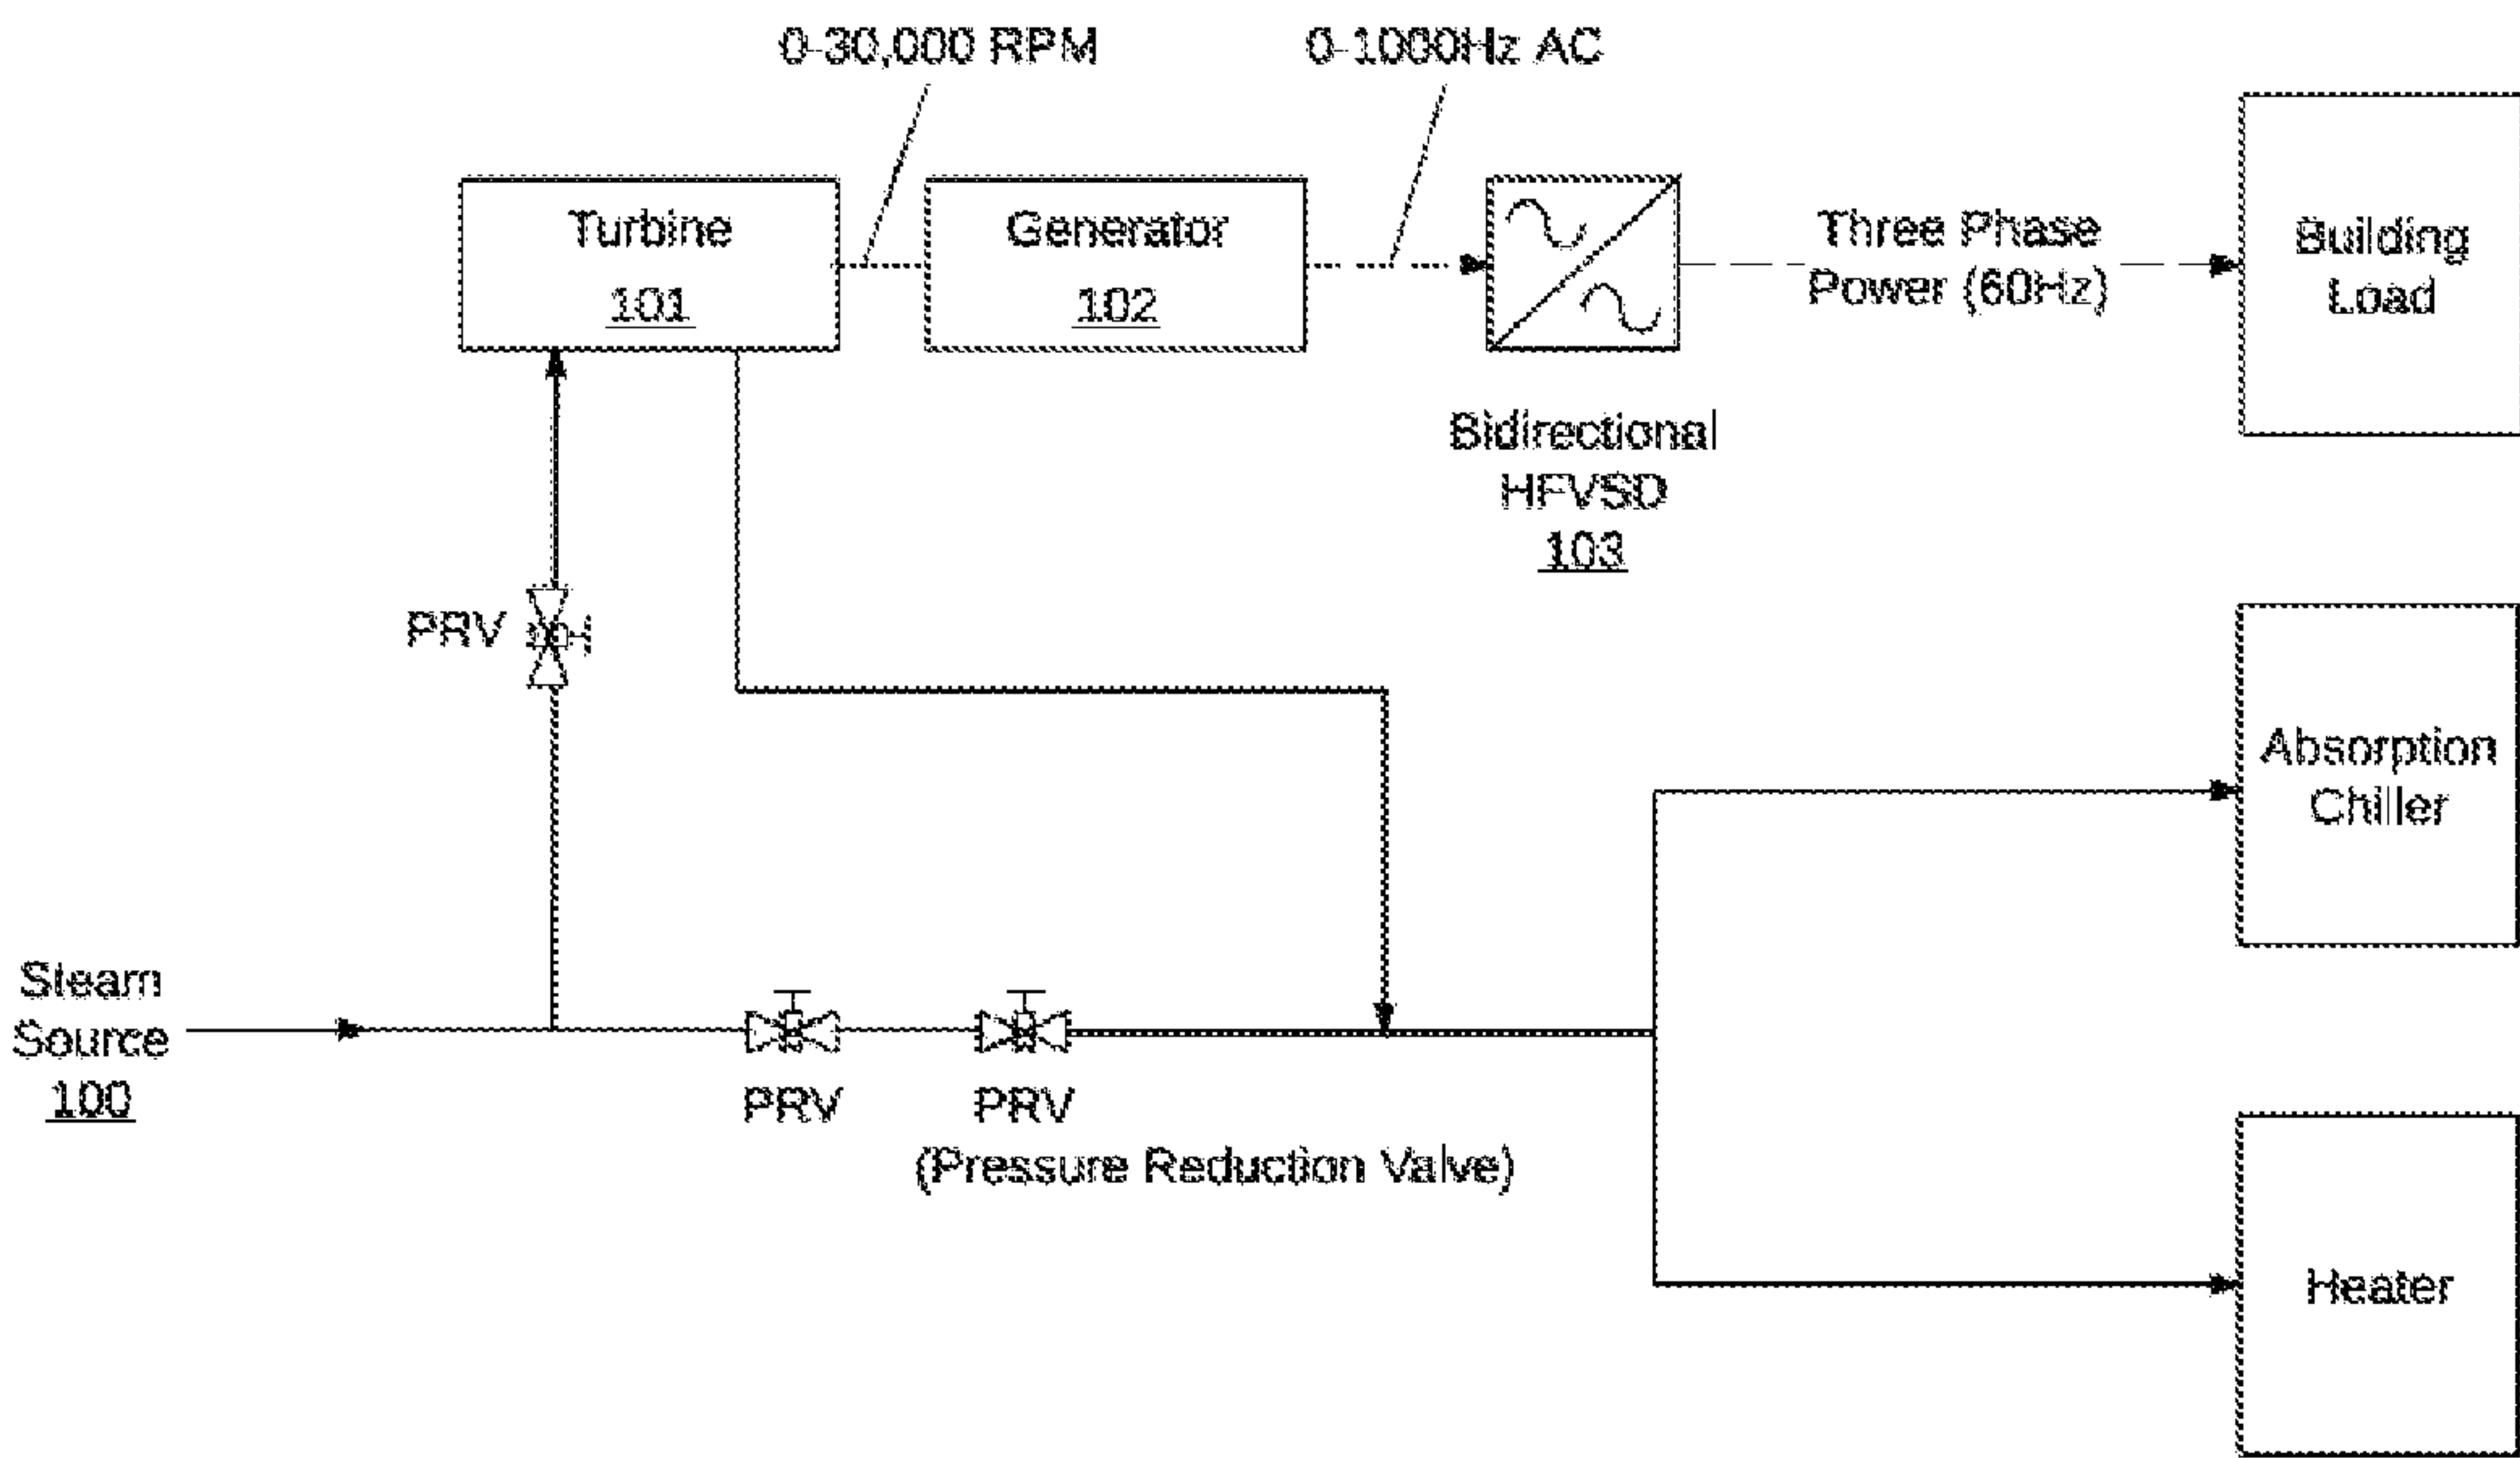 0-30,000 RPM
0-1000Hz AC
Turbine
101
Generator
102
Three Phase
Power (60Hz)
Building
Load
Bidirectional
HFVSD
103
PRV
Absorption
Chiller
Steam
Source
100
PRV
PRV
(Pressure Reduction Valve)
Heater